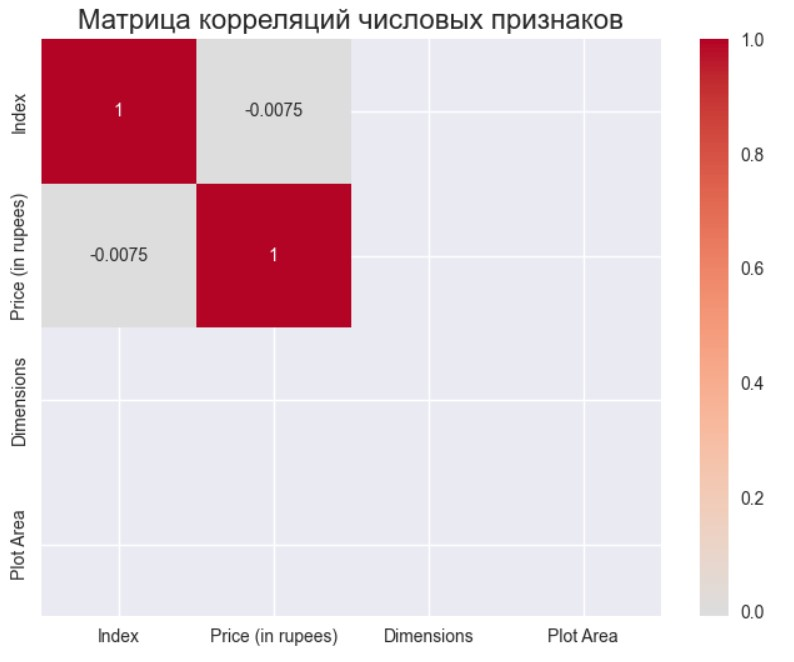 Матрица корреляций числовых признаков
Index
Price (in rupees)
Dimensions
Plot Area
1
-0.0075
-0.0075
1
Index
Price (in rupees)
Dimensions
Plot Area
1.0
0.8
0.6
0.4
0.2
0.0